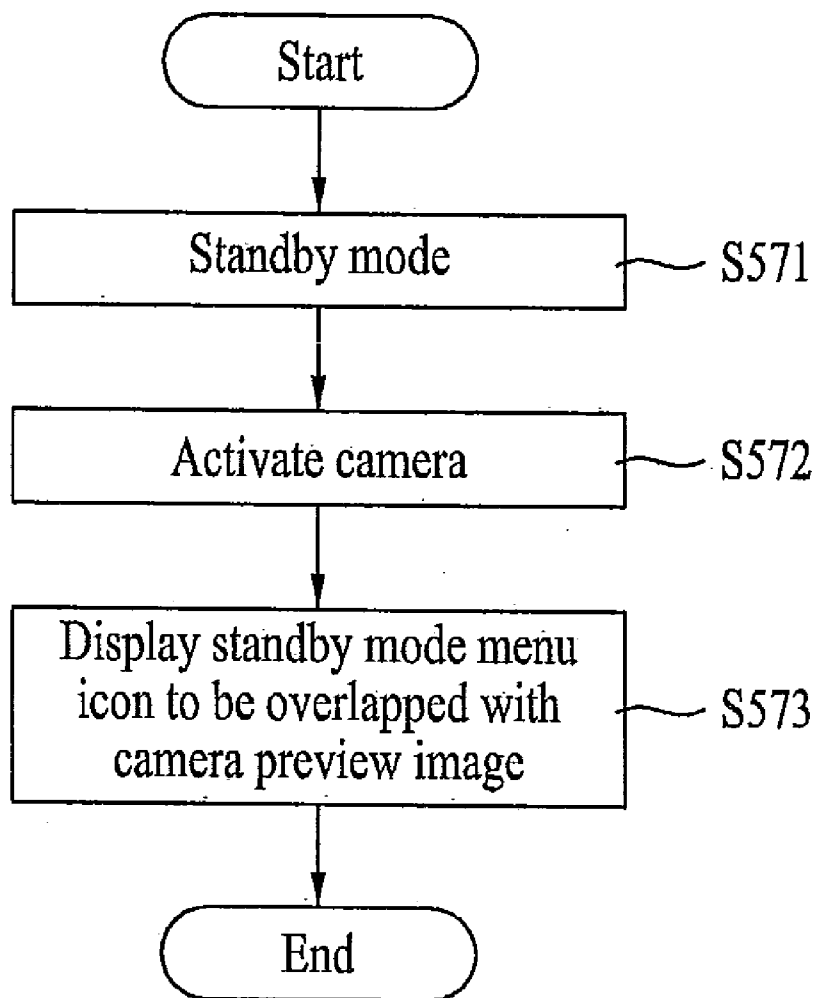 Start
Standby mode
S571
Activate camera
S572
Display standby mode menu
icon to be overlapped with
camera preview image
S573
End